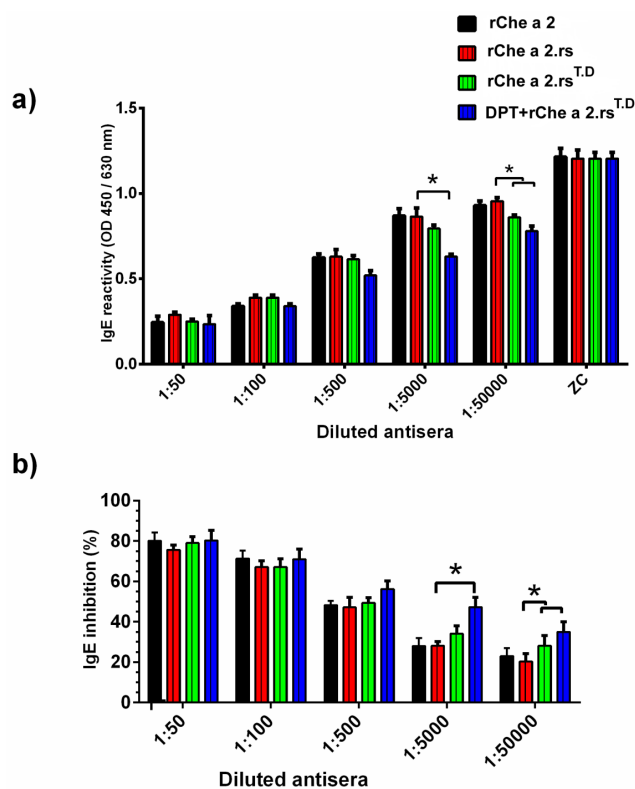 rChe a 2
rChe a 2.rs
rChe a 2.rsT.D
DPT+rChe a 2.rsT.D
a)
IgE reactivity (OD 450 / 630 nm)
1.5
1.0
0.5
0.0
* *
1:50 1:100 1:500 1:5000 1:50000 ZC
Diluted antisera
b)
IgE inhibition (%)
100
80
60
40
20
0
* *
1:50 1:100 1:500 1:5000 1:50000
Diluted antisera